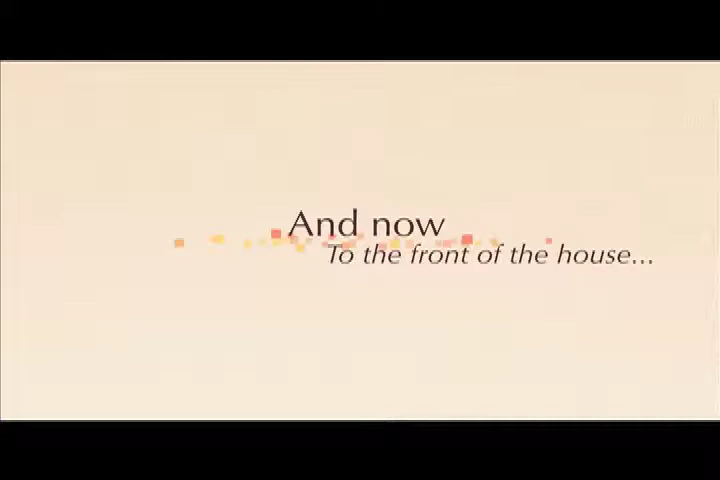 And now
To the front of the house...